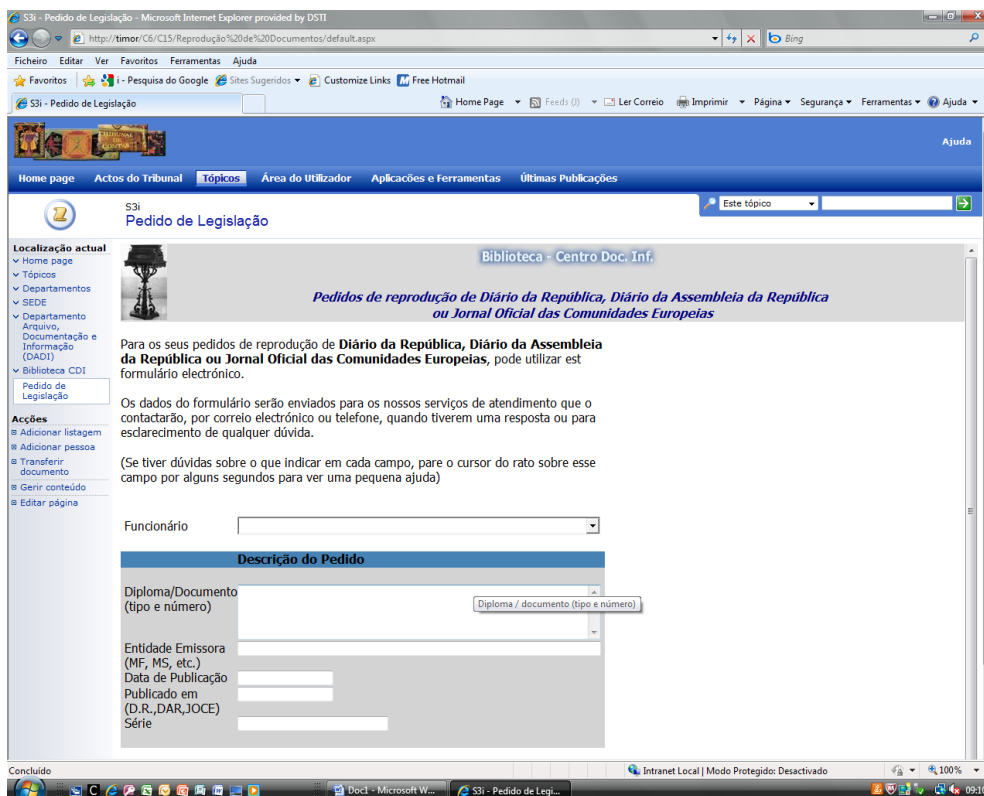 S3i - Pedido de Legislação - Microsoft Internet Explorer provided by DSTI
http://timor/C6/C15/Reprodução%20de%20Documentos/default.aspx
Bing
Ficheiro Editar Ver Favoritos Ferramentas Ajuda
Favoritos i - Pesquisa do Google Sites Sugeridos Customize Links Free Hotmail
S3i - Pedido de Legislação
Home Page Feeds (J) Ler Correio Imprimir Página Segurança Ferramentas Ajuda
TRIBUNAL
DE
CONTAS
Ajuda
Home page Actos do Tribunal Tópicos Área do Utilizador Aplicacões e Ferramentas Últimas Publicações
S3i
Pedido de Legislação
Este tópico
Localização actual
Home page
Tópicos
Departamentos
SEDE
Departamento
Arquivo,
Documentação e
Informação
(DADI)
Biblioteca CDI
Pedido de
Legislação
Acções
Adicionar listagem
Adicionar pessoa
Transferir
documento
Gerir conteúdo
Editar página
Biblioteca - Centro Doc. Inf.
Pedidos de reprodução de Diário da República, Diário da Assembleia da República
ou Jornal Oficial das Comunidades Europeias
Para os seus pedidos de reprodução de Diário da República, Diário da Assembleia
da República ou Jornal Oficial das Comunidades Europeias, pode utilizar est
formulário electrónico.
Os dados do formulário serão enviados para os nossos serviços de atendimento que o
contactarão, por correio electrónico ou telefone, quando tiverem uma resposta ou para
esclarecimento de qualquer dúvida.
(Se tiver dúvidas sobre o que indicar em cada campo, pare o cursor do rato sobre esse
campo por alguns segundos para ver uma pequena ajuda)
Funcionário
Descrição do Pedido
Diploma/Documento
(tipo e número)
Diploma / documento (tipo e número)
Entidade Emissora
(MF, MS, etc.)
Data de Publicação
Publicado em
(D.R.,DAR,JOCE)
Série
Concluído
Intranet Local | Modo Protegido: Desactivado
100%
Doc1 - Microsoft W...
S3i - Pedido de Legi...
09:10